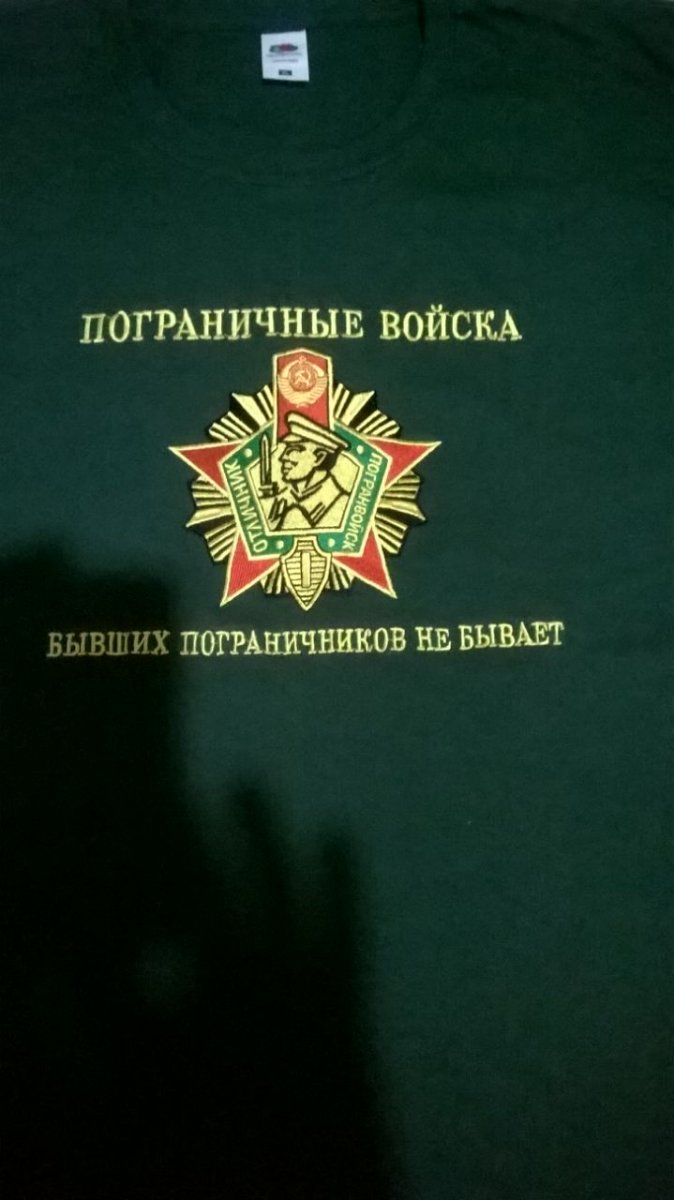 ПОГРАНИЧНЫЕ ВОЙСКА
ОТЛИЧНИК
ПОГРАНВОЙСК
БЫВШИХ ПОГРАНИЧНИКОВ НЕ БЫВАЕТ